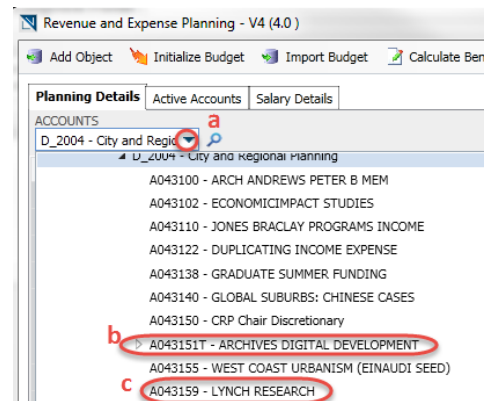 Revenue and Expense Planning - V4 (4.0 )
Add Object Initialize Budget Import Budget Calculate Ben
Planning Details Active Accounts Salary Details
ACCOUNTS
a
D_2004 - City and Regic
D_2004 - City and Regional Planning
A043100 - ARCH ANDREWS PETER B MEM
A043102 - ECONOMICIMPACT STUDIES
A043110 - JONES BRACLAY PROGRAMS INCOME
A043122 - DUPLICATING INCOME EXPENSE
A043138 - GRADUATE SUMMER FUNDING
A043140 - GLOBAL SUBURBS: CHINESE CASES
A043150 - CRP Chair Discretionary
b
A043151T - ARCHIVES DIGITAL DEVELOPMENT
A043155 - WEST COAST URBANISM (EINAUDI SEED)
c
A043159 - LYNCH RESEARCH